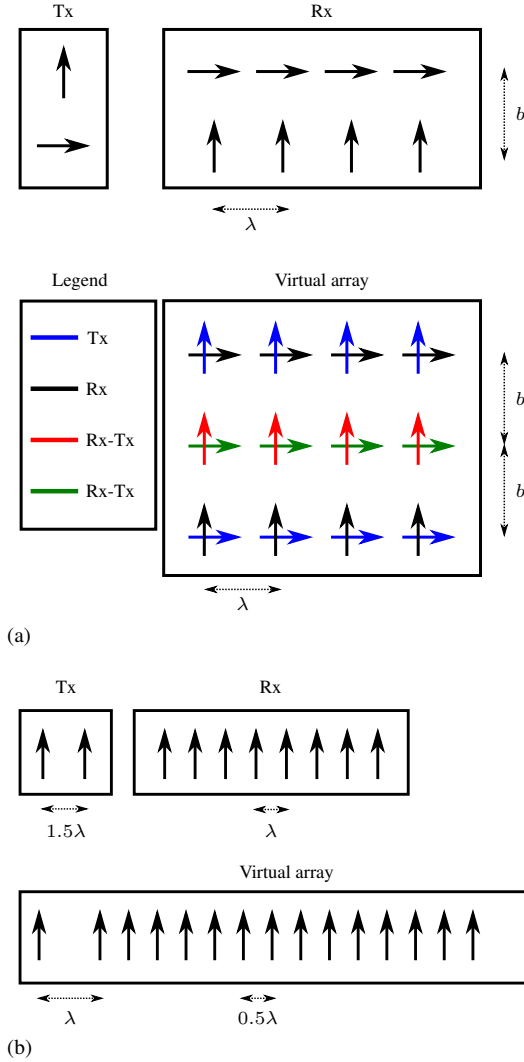 Tx
Rx
b
λ
Legend
Virtual array
Tx
Rx
Rx-Tx
Rx-Tx
b
b
λ
(a)
Tx
Rx
1.5λ
λ
Virtual array
λ
0.5λ
(b)